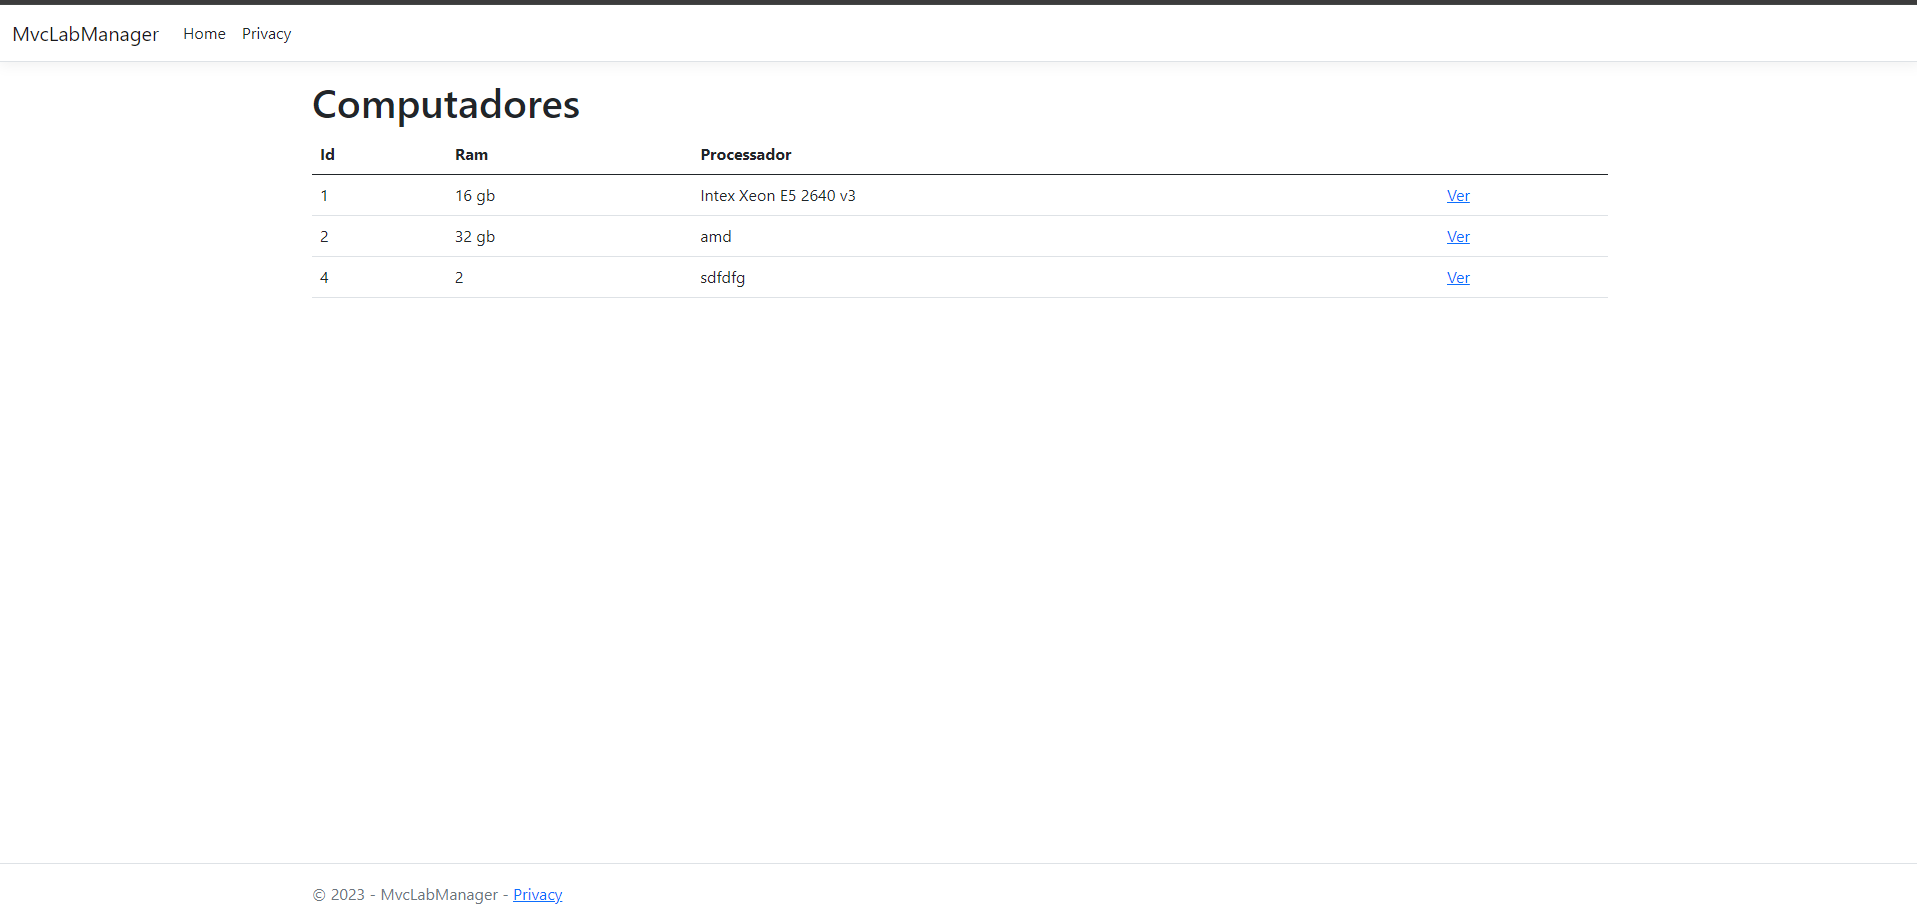 MvcLabManager Home Privacy
Computadores
Id Ram Processador
1 16 gb Intex Xeon E5 2640 v3 Ver
2 32 gb amd Ver
4 2 sdfdfg Ver
© 2023 - MvcLabManager - Privacy